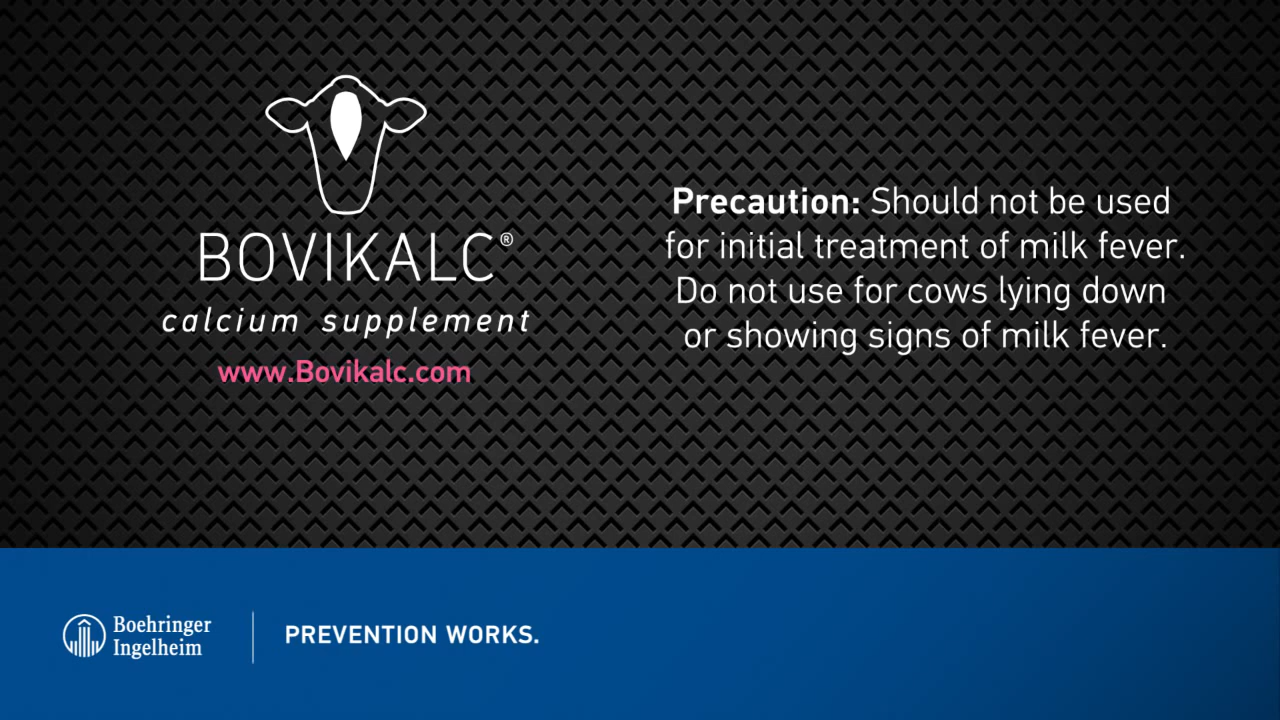 BOVIKALC®
calcium supplement
www.Bovikalc.com
Precaution: Should not be used
for initial treatment of milk fever.
Do not use for cows lying down
or showing signs of milk fever.
Boehringer
Ingelheim
PREVENTION WORKS.